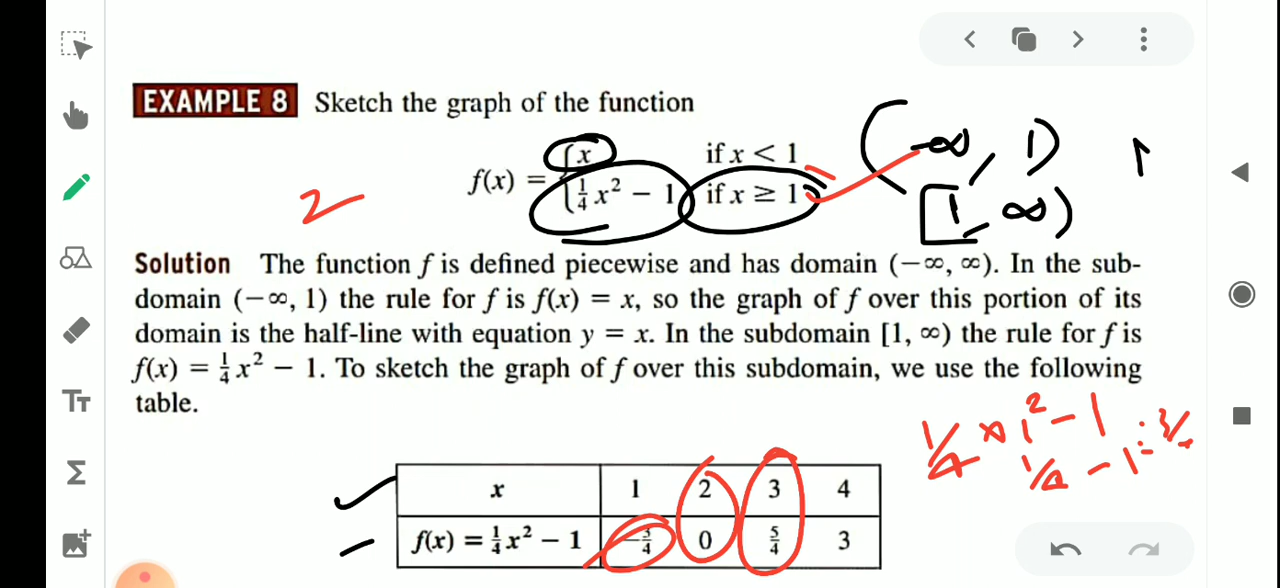 EXAMPLE 8 Sketch the graph of the function
f(x) = { x if x < 1
1/4 x² − 1 if x ≥ 1
(-∞, 1)
[1, ∞)
2
Solution The function f is defined piecewise and has domain (−∞, ∞). In the sub-
domain (−∞, 1) the rule for f is f(x) = x, so the graph of f over this portion of its
domain is the half-line with equation y = x. In the subdomain [1, ∞) the rule for f is
f(x) = 1/4 x² − 1. To sketch the graph of f over this subdomain, we use the following
table.
1/4 × 1² − 1
1/4 − 1 =
x 1 2 3 4
f(x) = 1/4 x² − 1 −3/4 0 5/4 3
Tт
Σ